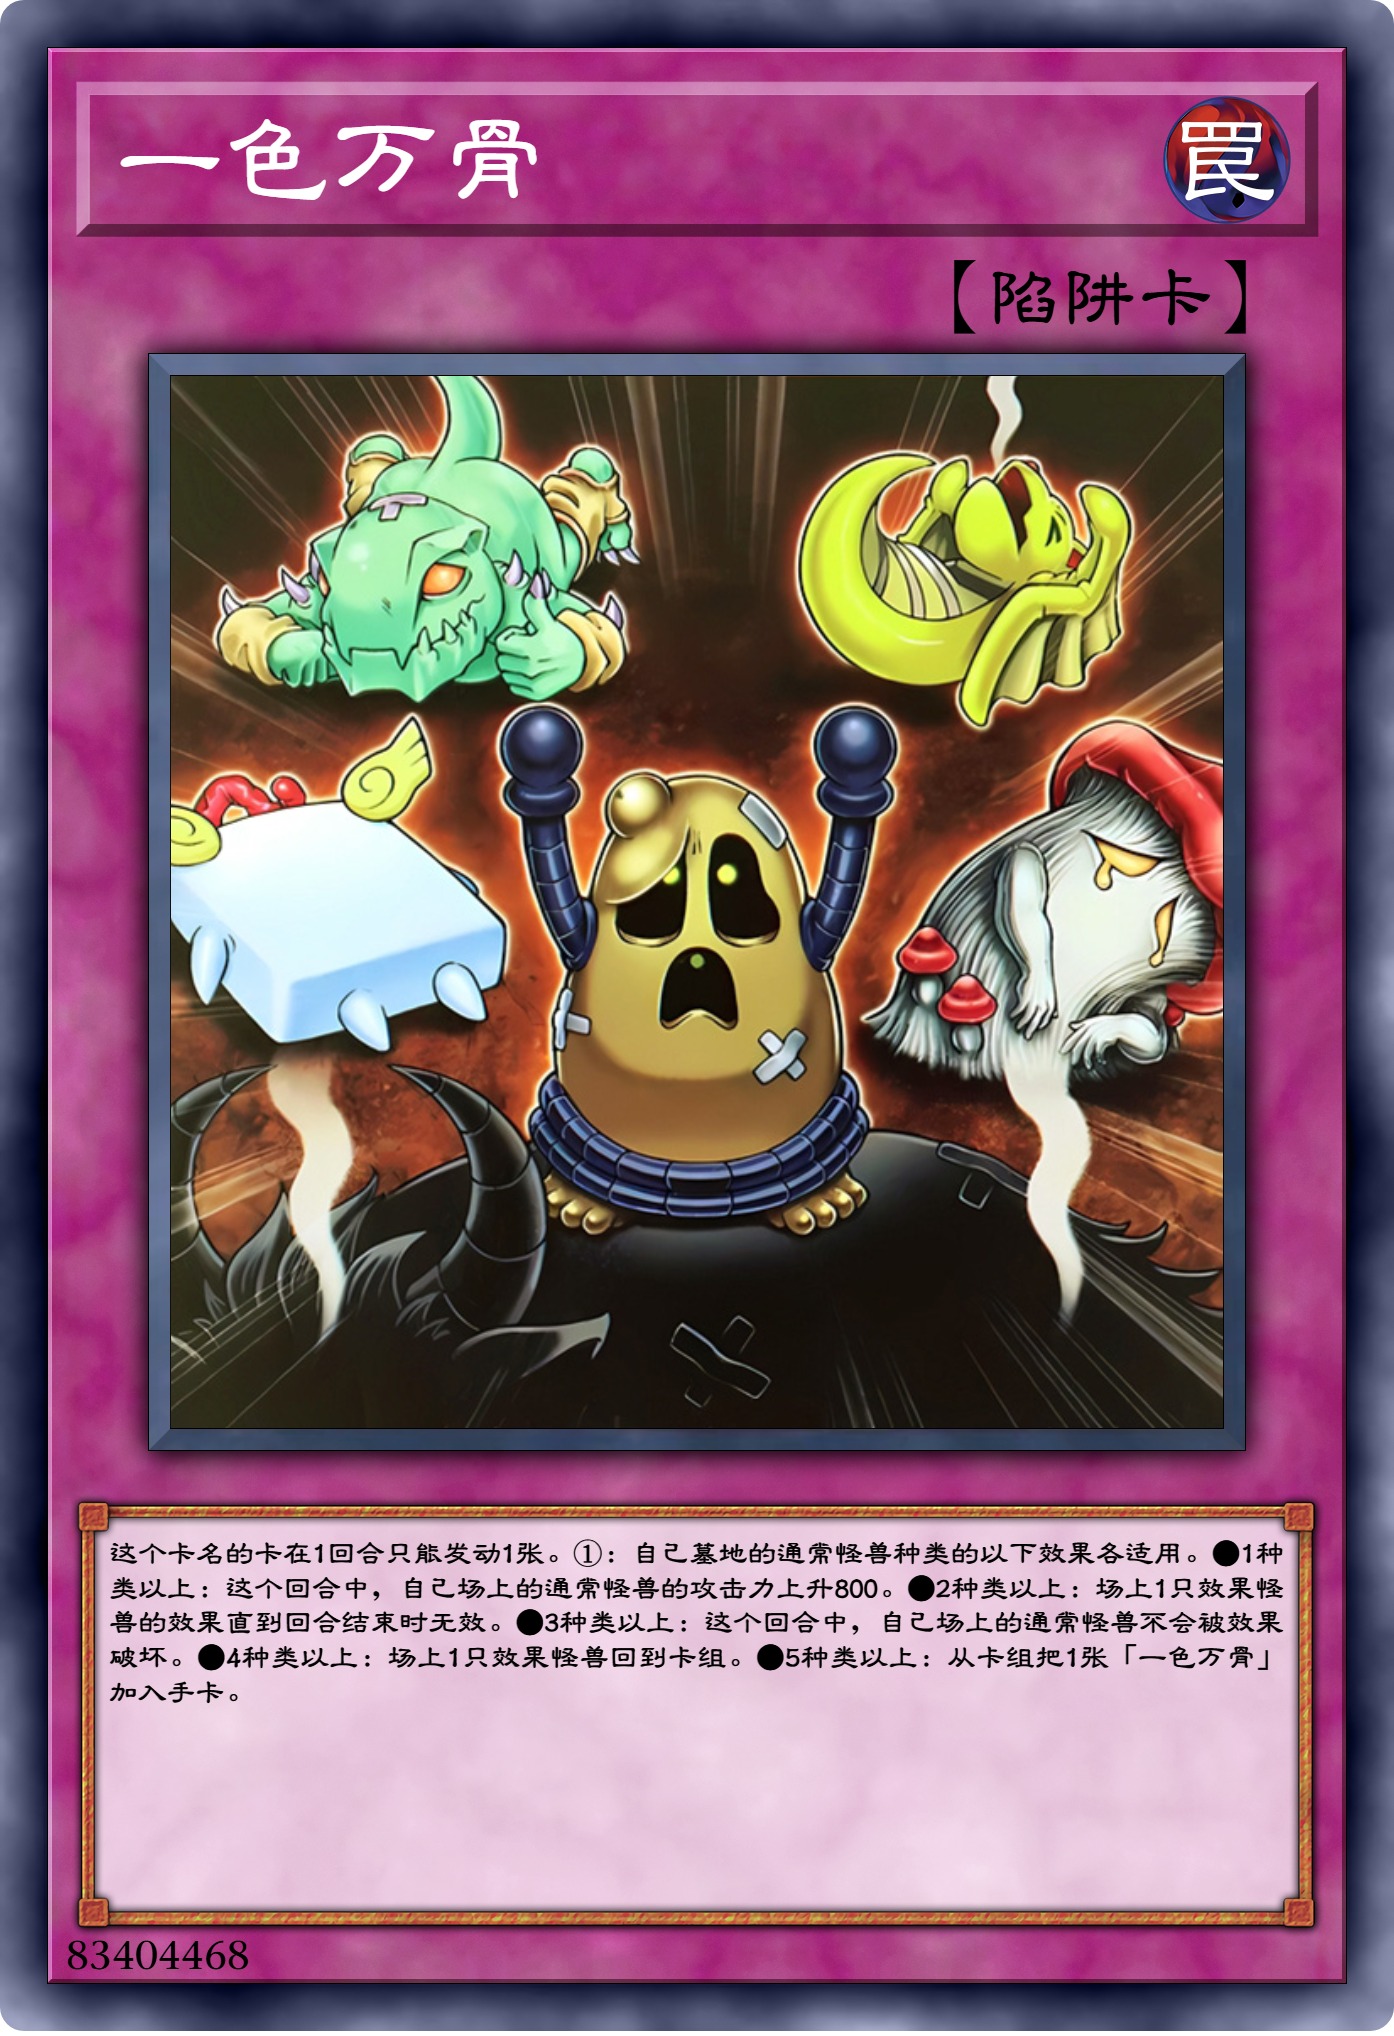 一色万骨
罠
【陷阱卡】
这个卡名的卡在1回合只能发动1张。①：自己墓地的通常怪兽种类的以下效果各适用。●1种
类以上：这个回合中，自己场上的通常怪兽的攻击力上升800。●2种类以上：场上1只效果怪
兽的效果直到回合结束时无效。●3种类以上：这个回合中，自己场上的通常怪兽不会被效果
破坏。●4种类以上：场上1只效果怪兽回到卡组。●5种类以上：从卡组把1张「一色万骨」
加入手卡。
83404468